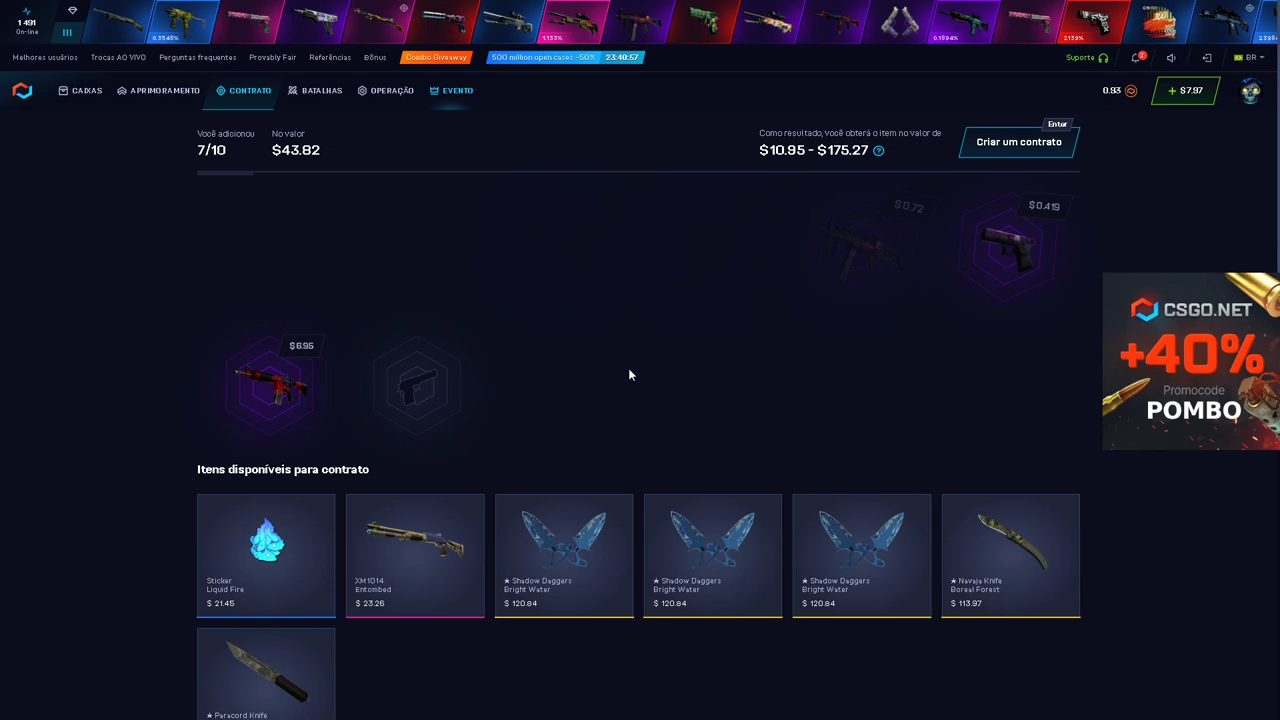 1 491
On-line
0.3548%
1.133%
0.1894%
2.139%
2.398
Melhores usuários
Trocas AO VIVO
Perguntas frequentes
Provably Fair
Referências
Bônus
Combo Giveaway
500 million open cases -50%
23:40:57
Suporte
2
BR
CAIXAS
APRIMORAMENTO
CONTRATO
BATALHAS
OPERAÇÃO
EVENTO
0.93
+ $7.97
Você adicionou
7/10
No valor
$43.82
Como resultado, você obterá o item no valor de
$10.95 - $175.27
Enter
Criar um contrato
$0.72
$0.419
$6.95
CSGO.NET
+40%
Promocode
POMBO
Itens disponíveis para contrato
Sticker
Liquid Fire
$ 21.45
XM1014
Entombed
$ 23.26
★ Shadow Daggers
Bright Water
$ 120.84
★ Shadow Daggers
Bright Water
$ 120.84
★ Shadow Daggers
Bright Water
$ 120.84
★ Navaja Knife
Boreal Forest
$ 113.97
★ Paracord Knife